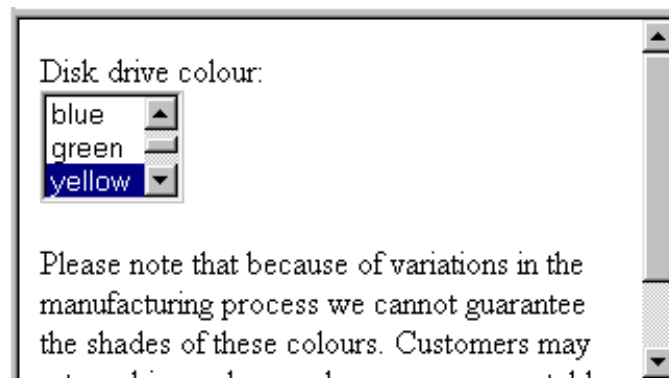 Disk drive colour:
blue
green
yellow
Please note that because of variations in the
manufacturing process we cannot guarantee
the shades of these colours. Customers may